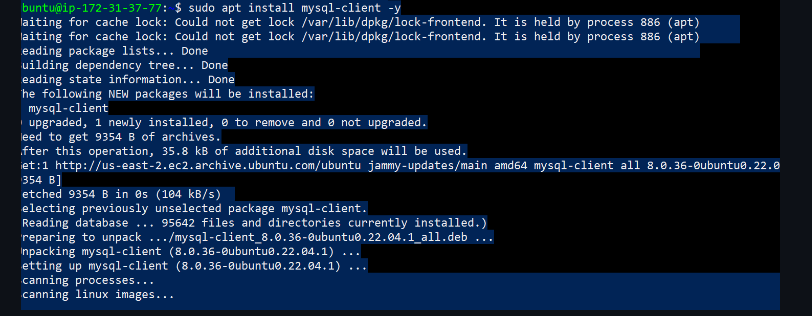 buntu@ip-172-31-37-77: $ sudo apt install mysql-client -y
aiting for cache lock: Could not get lock /var/lib/dpkg/lock-frontend. It is held by process 886 (apt)
aiting for cache lock: Could not get lock /var/lib/dpkg/lock-frontend. It is held by process 886 (apt)
eading package lists... Done
uilding dependency tree... Done
eading state information... Done
he following NEW packages will be installed:
mysql-client
upgraded, 1 newly installed, 0 to remove and 0 not upgraded.
eed to get 9354 B of archives.
fter this operation, 35.8 kB of additional disk space will be used.
et:1 http://us-east-2.ec2.archive.ubuntu.com/ubuntu jammy-updates/main amd64 mysql-client all 8.0.36-0ubuntu0.22.0
354 B]
etched 9354 B in 0s (104 kB/s)
electing previously unselected package mysql-client.
Reading database ... 95642 files and directories currently installed.)
reparing to unpack .../mysql-client_8.0.36-0ubuntu0.22.04.1_all.deb ...
npacking mysql-client (8.0.36-0ubuntu0.22.04.1) ...
etting up mysql-client (8.0.36-0ubuntu0.22.04.1) ...
canning processes...
canning linux images...